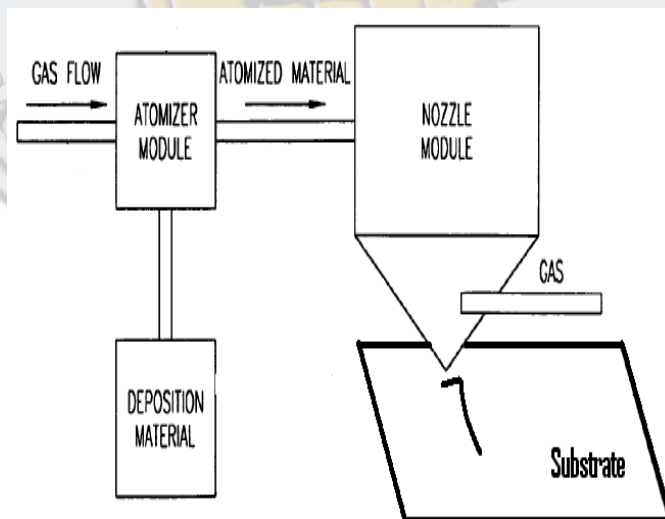 GAS FLOW
ATOMIZED MATERIAL
ATOMIZER
MODULE
NOZZLE
MODULE
GAS
DEPOSITION
MATERIAL
Substrate